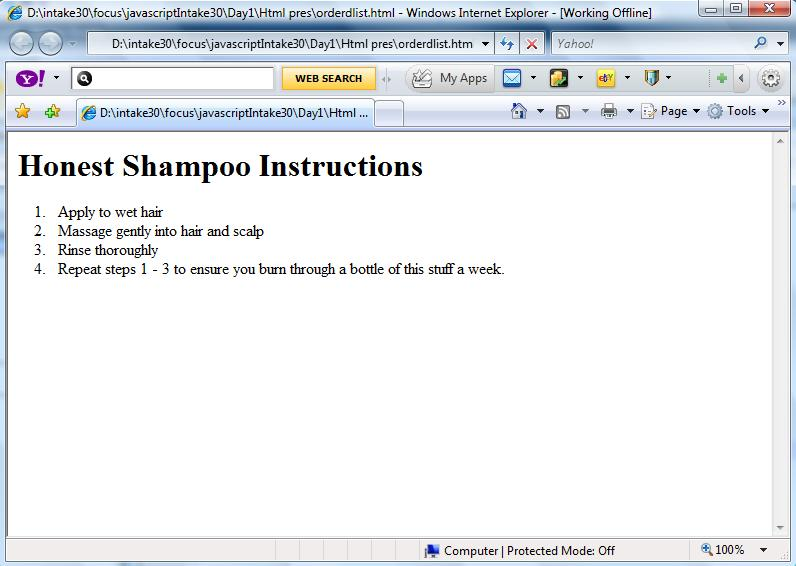 D:\intake30\focus\javascriptIntake30\Day1\Html pres\orderdlist.html - Windows Internet Explorer - [Working Offline]
D:\intake30\focus\javascriptIntake30\Day1\Html pres\orderdlist.htm
Yahoo!
Y! WEB SEARCH My Apps ebY
D:\intake30\focus\javascriptIntake30\Day1\Html ... Page Tools
Honest Shampoo Instructions
1. Apply to wet hair
2. Massage gently into hair and scalp
3. Rinse thoroughly
4. Repeat steps 1 - 3 to ensure you burn through a bottle of this stuff a week.
Computer | Protected Mode: Off 100%